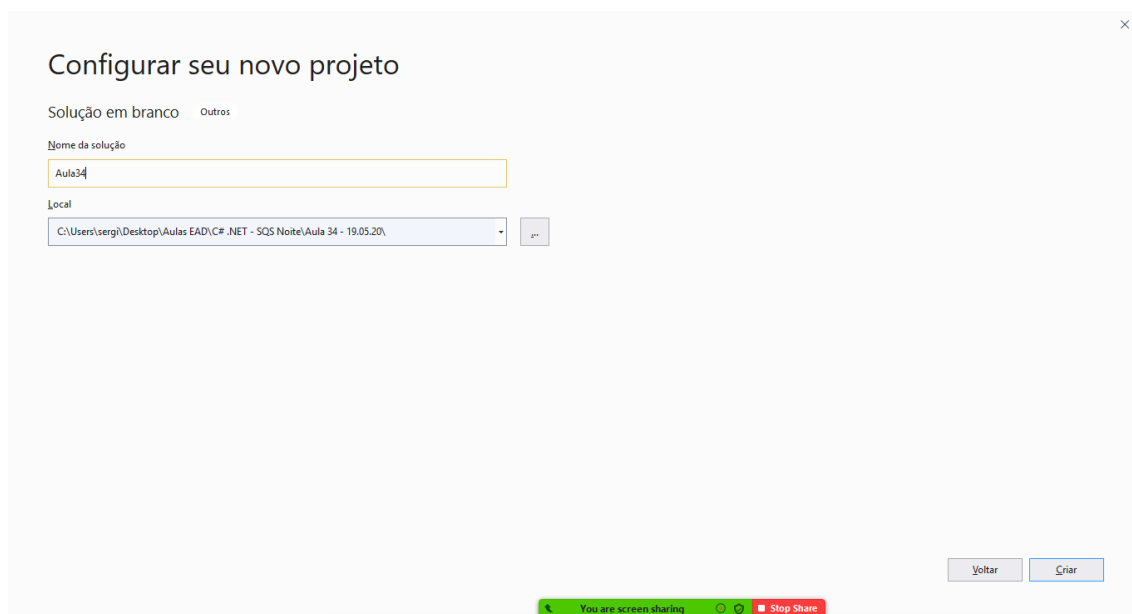 Configurar seu novo projeto
Solução em branco Outros
Nome da solução
Aula34
Local
C:\Users\sergi\Desktop\Aulas EAD\C# .NET - SQS Noite\Aula 34 - 19.05.20\
...
Voltar Criar
You are screen sharing Stop Share